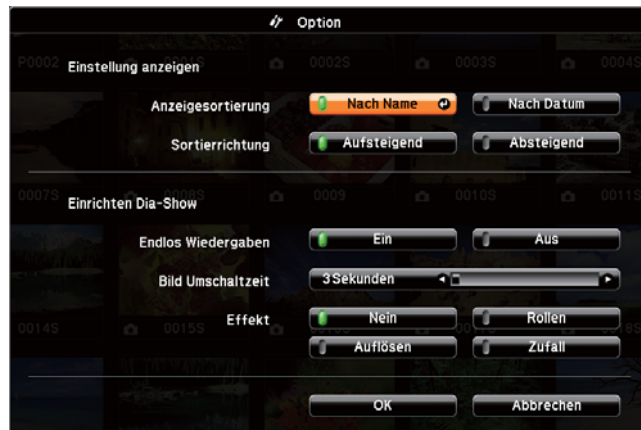 Option
P0002 0001S 0002S 0003S 0004S
Einstellung anzeigen
Anzeigesortierung Nach Name Nach Datum
Sortierrichtung Aufsteigend Absteigend
0007S 0008S 0009 0010S 0011S
Einrichten Dia-Show
Endlos Wiedergaben Ein Aus
Bild Umschaltzeit 3Sekunden
Effekt Nein Rollen
0014S 0015S
Auflösen Zufall
OK Abbrechen